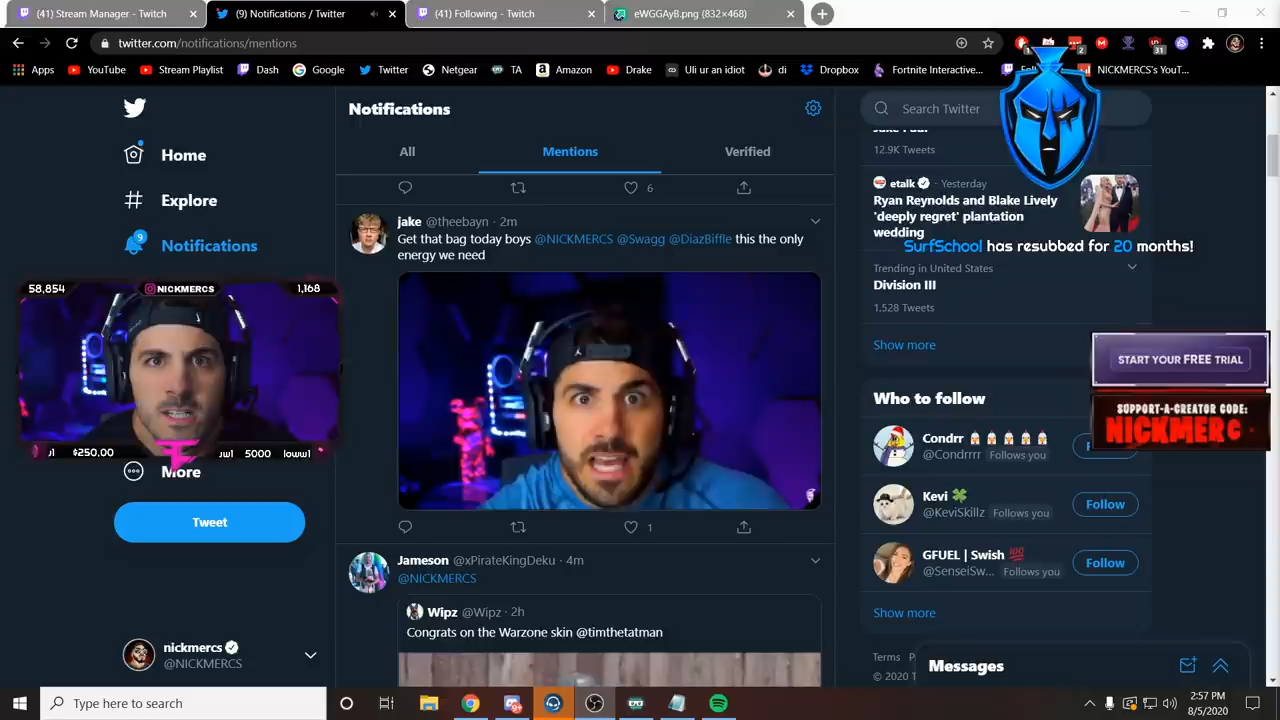 (41) Stream Manager - Twitch
(9) Notifications / Twitter
(41) Following - Twitch
eWGGAyB.png (832×468)
twitter.com/notifications/mentions
1
2
31
Apps
YouTube
Stream Playlist
Dash
Google
Twitter
Netgear
TA
Amazon
Drake
Uli ur an idiot
di
Dropbox
Fortnite Interactive...
NICKMERCS's YouT...
Home
Explore
9
Notifications
More
Tweet
nickmercs
@NICKMERCS
58,854
NICKMERCS
1,168
$250.00
5000
Notifications
All
Mentions
Verified
6
jake @theebayn · 2m
Get that bag today boys @NICKMERCS @Swagg @DiazBiffle this the only
energy we need
1
Jameson @xPirateKingDeku · 4m
@NICKMERCS
Wipz @Wipz · 2h
Congrats on the Warzone skin @timthetatman
Search Twitter
12.9K Tweets
etalk · Yesterday
Ryan Reynolds and Blake Lively
'deeply regret' plantation
wedding
SurfSchool has resubbed for 20 months!
Trending in United States
Division III
1,528 Tweets
Show more
START YOUR FREE TRIAL
SUPPORT-A-CREATOR CODE:
NICKMERC
Who to follow
Condrr
@Condrrrr Follows you
Kevi
@KeviSkillz Follows you
Follow
GFUEL | Swish 💯
@SenseiSw... Follows you
Follow
Show more
Terms
© 2020 T
Messages
Type here to search
2:57 PM
8/5/2020